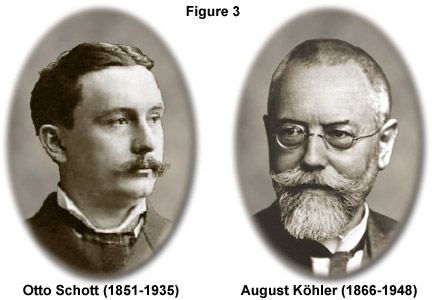 Figure 3
Otto Schott (1851-1935)
August Köhler (1866-1948)